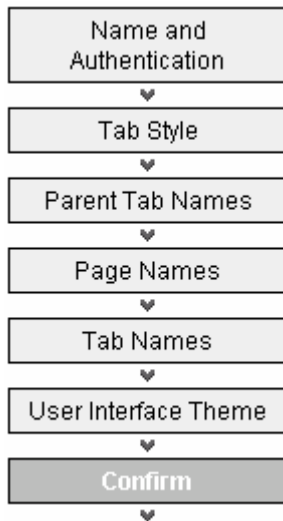 Name and
Authentication
Tab Style
Parent Tab Names
Page Names
Tab Names
User Interface Theme
Confirm